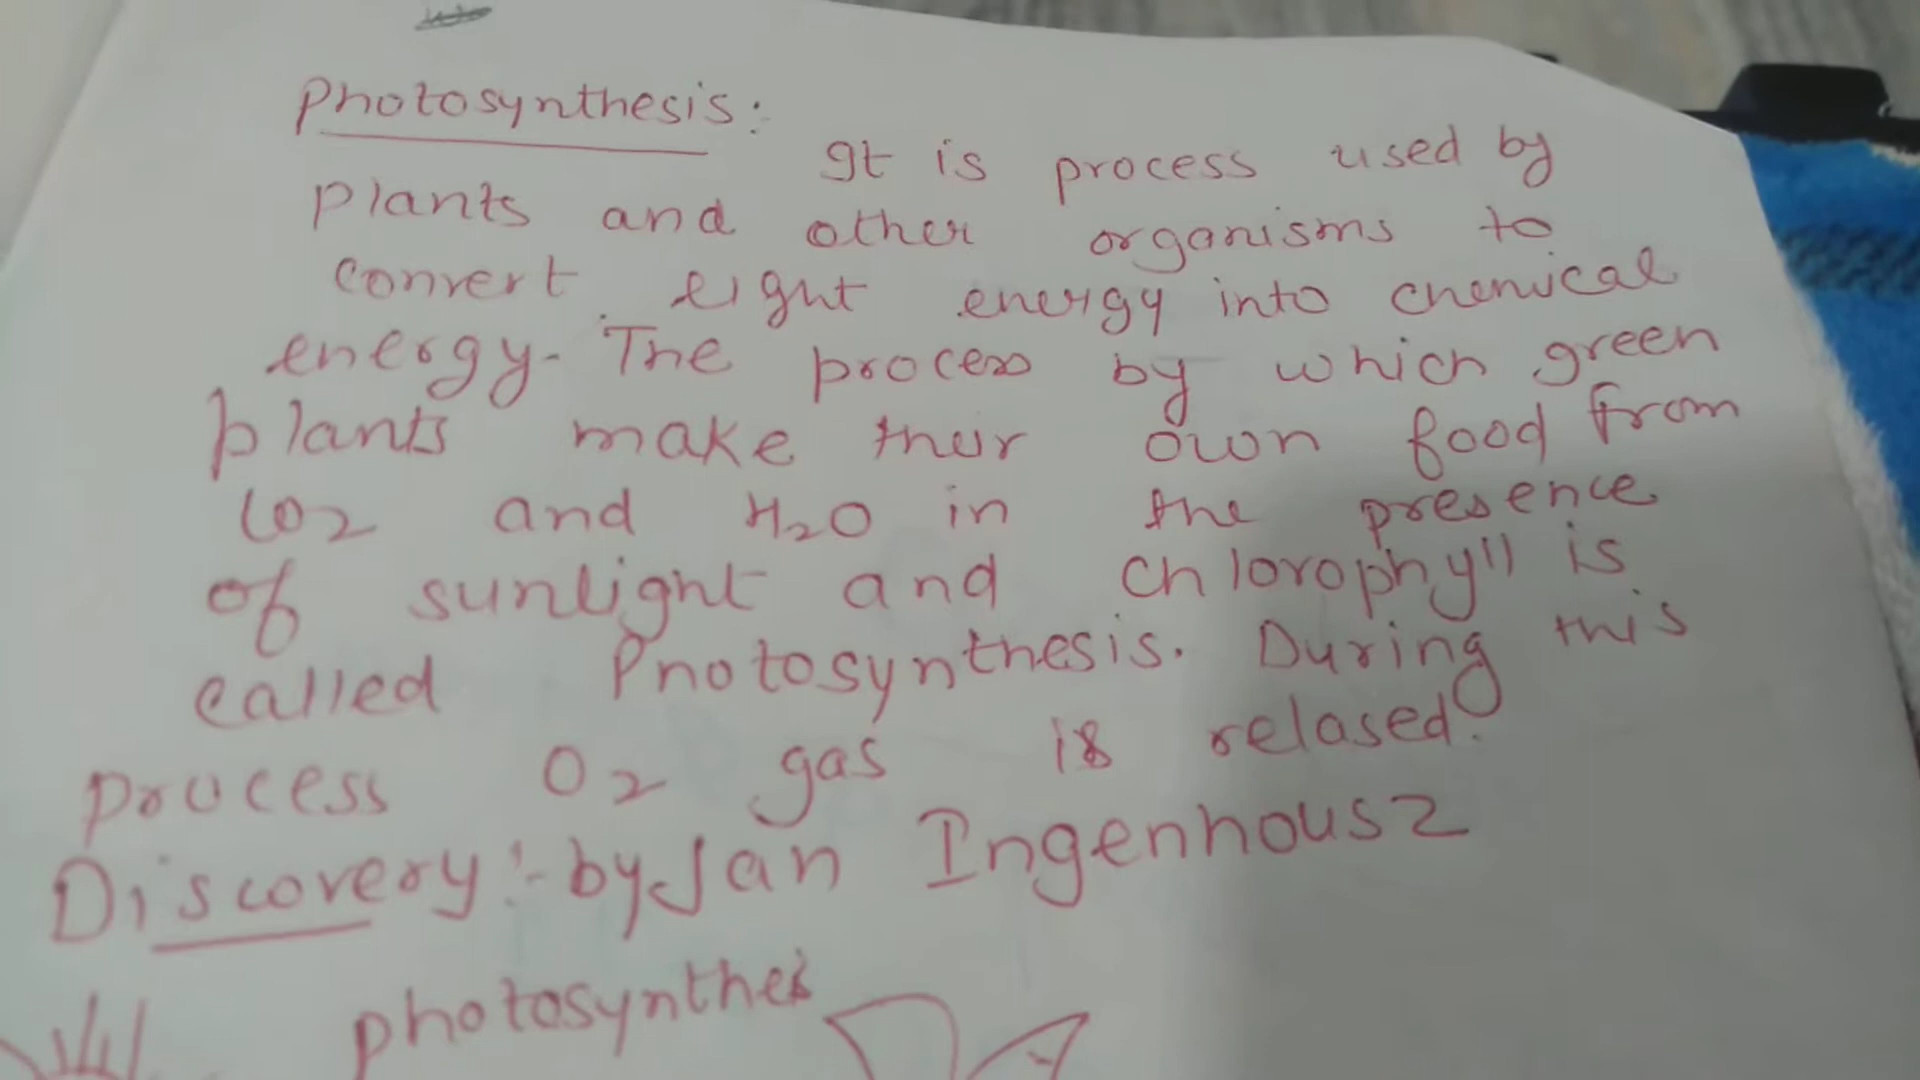 Photosynthesis:
It is process used by
plants and other organisms to
convert light energy into chemical
energy. The process by which green
plants make their own food from
CO2 and H2O in the presence
of sunlight and chlorophyll is
called Photosynthesis. During this
process O2 gas is relased.
Discovery:- by Jan Ingenhousz
photosynthes